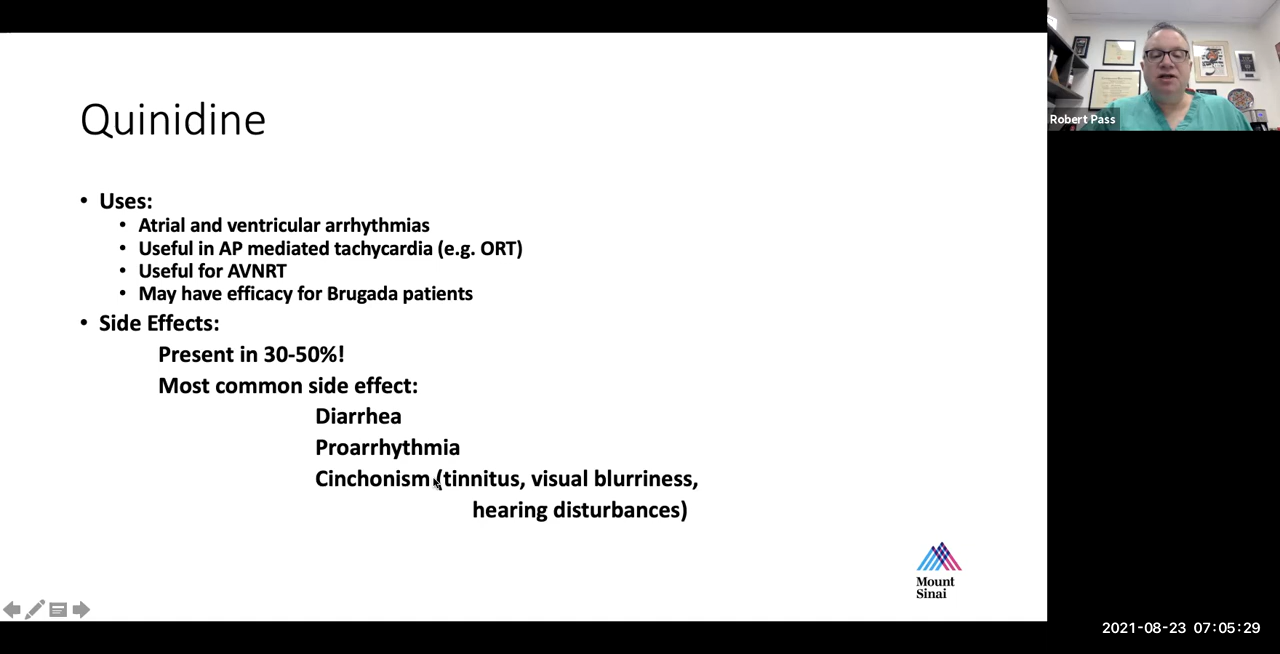 Quinidine
• Uses:
• Atrial and ventricular arrhythmias
• Useful in AP mediated tachycardia (e.g. ORT)
• Useful for AVNRT
• May have efficacy for Brugada patients
• Side Effects:
Present in 30-50%!
Most common side effect:
Diarrhea
Proarrhythmia
Cinchonism (tinnitus, visual blurriness,
hearing disturbances)
Mount
Sinai
Robert Pass
2021-08-23 07:05:29